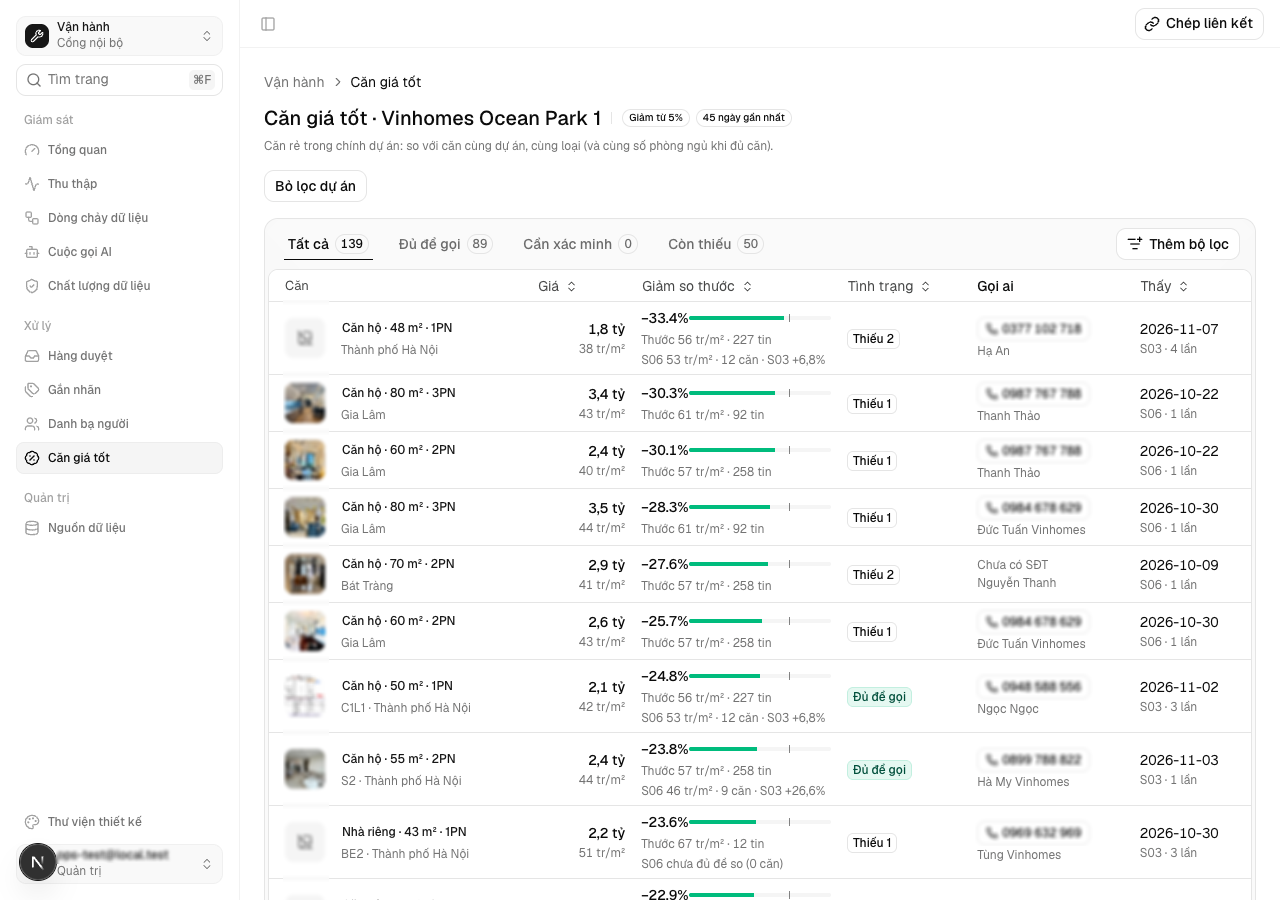 Vận hành
Cổng nội bộ
Tìm trang
⌘F
Giám sát
Tổng quan
Thu thập
Dòng chảy dữ liệu
Cuộc gọi AI
Chất lượng dữ liệu
Xử lý
Hàng duyệt
Gắn nhãn
Danh bạ người
Căn giá tốt
Quản trị
Nguồn dữ liệu
Thư viện thiết kế
N
Quản trị
Chép liên kết
Vận hành > Căn giá tốt
Căn giá tốt · Vinhomes Ocean Park 1
Giảm từ 5%
45 ngày gần nhất
Căn rẻ trong chính dự án: so với căn cùng dự án, cùng loại (và cùng số phòng ngủ khi đủ căn).
Bỏ lọc dự án
Tất cả 139
Đủ để gọi 89
Cần xác minh 0
Còn thiếu 50
Thêm bộ lọc
Căn Giá Giảm so thước Tình trạng Gọi ai Thấy
Căn hộ · 48 m² · 1PN
Thành phố Hà Nội
1,8 tỷ
38 tr/m²
−33.4%
Thước 56 tr/m² · 227 tin
S06 53 tr/m² · 12 căn · S03 +6,8%
Thiếu 2
Hạ An
2026-11-07
S03 · 4 lần
Căn hộ · 80 m² · 3PN
Gia Lâm
3,4 tỷ
43 tr/m²
−30.3%
Thước 61 tr/m² · 92 tin
Thiếu 1
Thanh Thảo
2026-10-22
S06 · 1 lần
Căn hộ · 60 m² · 2PN
Gia Lâm
2,4 tỷ
40 tr/m²
−30.1%
Thước 57 tr/m² · 258 tin
Thiếu 1
Thanh Thảo
2026-10-22
S06 · 1 lần
Căn hộ · 80 m² · 3PN
Gia Lâm
3,5 tỷ
44 tr/m²
−28.3%
Thước 61 tr/m² · 92 tin
Thiếu 1
Đức Tuấn Vinhomes
2026-10-30
S06 · 1 lần
Căn hộ · 70 m² · 2PN
Bát Tràng
2,9 tỷ
41 tr/m²
−27.6%
Thước 57 tr/m² · 258 tin
Thiếu 2
Chưa có SĐT
Nguyễn Thanh
2026-10-09
S06 · 1 lần
Căn hộ · 60 m² · 2PN
Gia Lâm
2,6 tỷ
43 tr/m²
−25.7%
Thước 57 tr/m² · 258 tin
Thiếu 1
Đức Tuấn Vinhomes
2026-10-30
S06 · 1 lần
Căn hộ · 50 m² · 1PN
C1L1 · Thành phố Hà Nội
2,1 tỷ
42 tr/m²
−24.8%
Thước 56 tr/m² · 227 tin
S06 53 tr/m² · 12 căn · S03 +6,8%
Đủ để gọi
Ngọc Ngọc
2026-11-02
S03 · 3 lần
Căn hộ · 55 m² · 2PN
S2 · Thành phố Hà Nội
2,4 tỷ
44 tr/m²
−23.8%
Thước 57 tr/m² · 258 tin
S06 46 tr/m² · 9 căn · S03 +26,6%
Đủ để gọi
Hà My Vinhomes
2026-11-03
S03 · 1 lần
Nhà riêng · 43 m² · 1PN
BE2 · Thành phố Hà Nội
2,2 tỷ
51 tr/m²
−23.6%
Thước 67 tr/m² · 12 tin
S06 chưa đủ để so (0 căn)
Thiếu 1
Tùng Vinhomes
2026-10-30
S03 · 3 lần
−22.9%